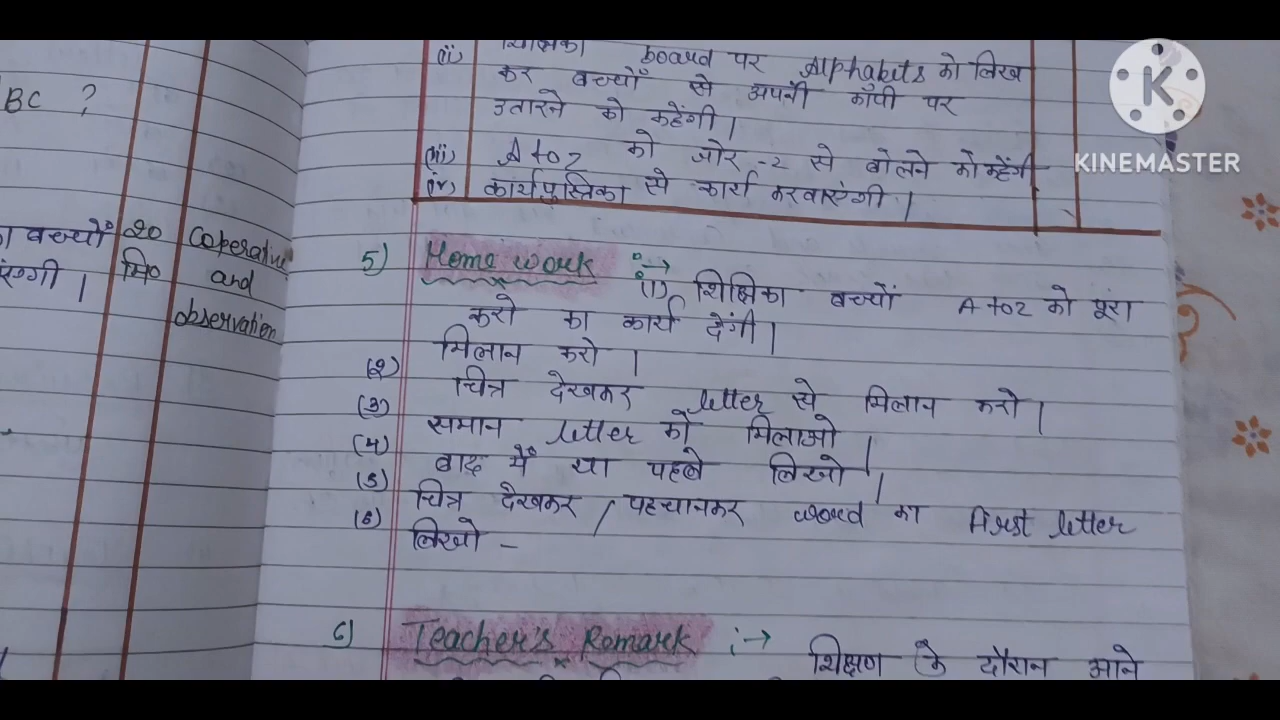 BC ?
बच्चों 20 Coperative
मि० and
observation
(ii) board पर Alphabits को लिख
कर बच्चों से अपनी कॉपी पर
उतारने को कहेंगी।
(iii) A to Z को जोर-2 से बोलने को कहेंगी
(iv) कार्यपुस्तिका से कार्य करवाएंगी।
5) Home work :→
(1) शिक्षिका बच्चों A to Z को पूरा
करो का कार्य देंगी।
(2) मिलान करो।
(3) चित्र देखकर letter से मिलान करो।
(4) समान letter को मिलाओ।
(5) बाद में या पहले लिखो।
(6) चित्र देखकर / पहचानकर word का First letter
लिखो -
6) Teacher's Remark :→
शिक्षण के दौरान आने
K
KINEMASTER